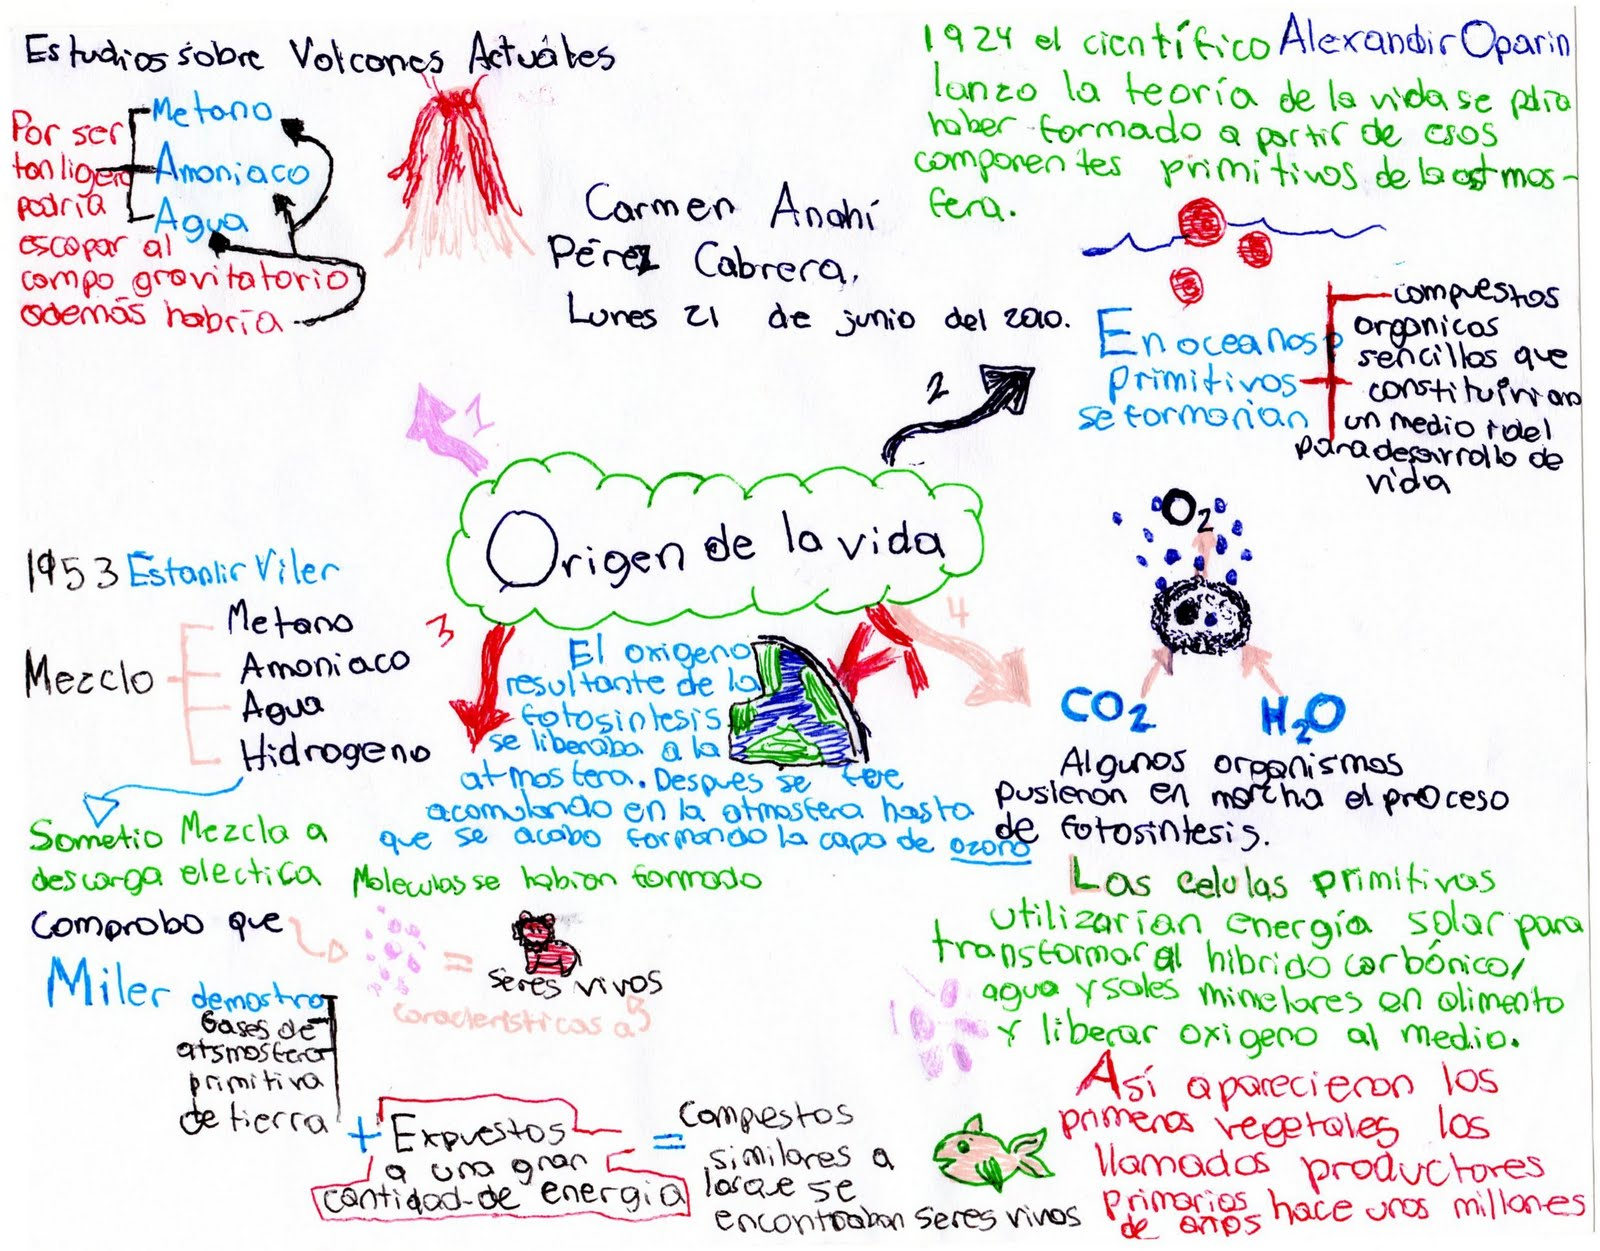 Estudios sobre Volcanes Actuales
Metano
Por ser
tan ligero
Amoniaco
podria
Agua
escapar al
campo gravitatorio
además habría
Carmen Anahí
Pérez Cabrera.
Lunes 21 de junio del 2010.
1924 el científico Alexandir Oparin
lanzo la teoría de la vida se pdria
haber formado a partir de esos
componentes primitivos de la atmos-
fera.
En oceanos
primitivos
se formarian
compuestos
organicos
sencillos que
constituirian
un medio idel
para desarrollo de
vida
1
2
Origen de la vida
3
4
1953 Estanlir Viler
Mezclo
Metano
Amoniaco
Agua
Hidrogeno
Sometio Mezcla a
descarga electica
Comprobo que
Moleculas se habian formado
=
seres vivos
caracteristicas a
Miler demostro
Gases de
atsmostera
primitiva
de tierra
+ Expuestos
a una gran
cantidad de energia
=
Compuestos
similares a
las que se
encontraban seres vivos
El oxigeno
resultante de la
fotosintesis
se liberaba a la
atmosfera. Despues se fue
acomulando en la atmosfera hasta
que se acabo formando la capa de ozono
O2
CO2 H2O
Algunos organismos
pusieron en marcha el proceso
de fotosintesis.
Las celulas primitivas
utilizarian energía solar para
transformar al hibrido carbónico,
agua y sales minelares en alimento
y liberar oxigeno al medio.
Así aparecieron los
primeros vegetales los
llamados productores
primarios hace unos millones
de años